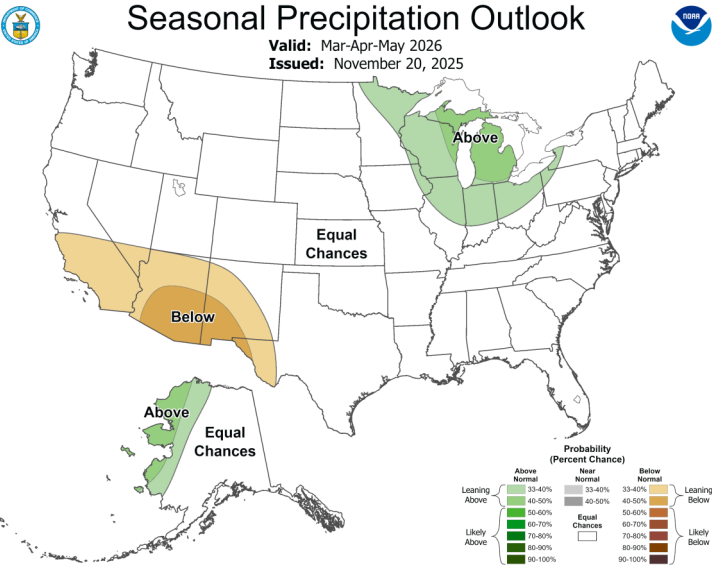 Seasonal Precipitation Outlook
Valid: Mar-Apr-May 2026
Issued: November 20, 2025
NOAA
Above
Equal
Chances
Below
Above
Equal
Chances
Probability
(Percent Chance)
Above
Normal
Near
Normal
Below
Normal
Leaning
Above
33-40%
40-50%
33-40%
40-50%
33-40%
40-50%
Leaning
Below
Likely
Above
50-60%
60-70%
70-80%
80-90%
90-100%
Equal
Chances
50-60%
60-70%
70-80%
80-90%
90-100%
Likely
Below